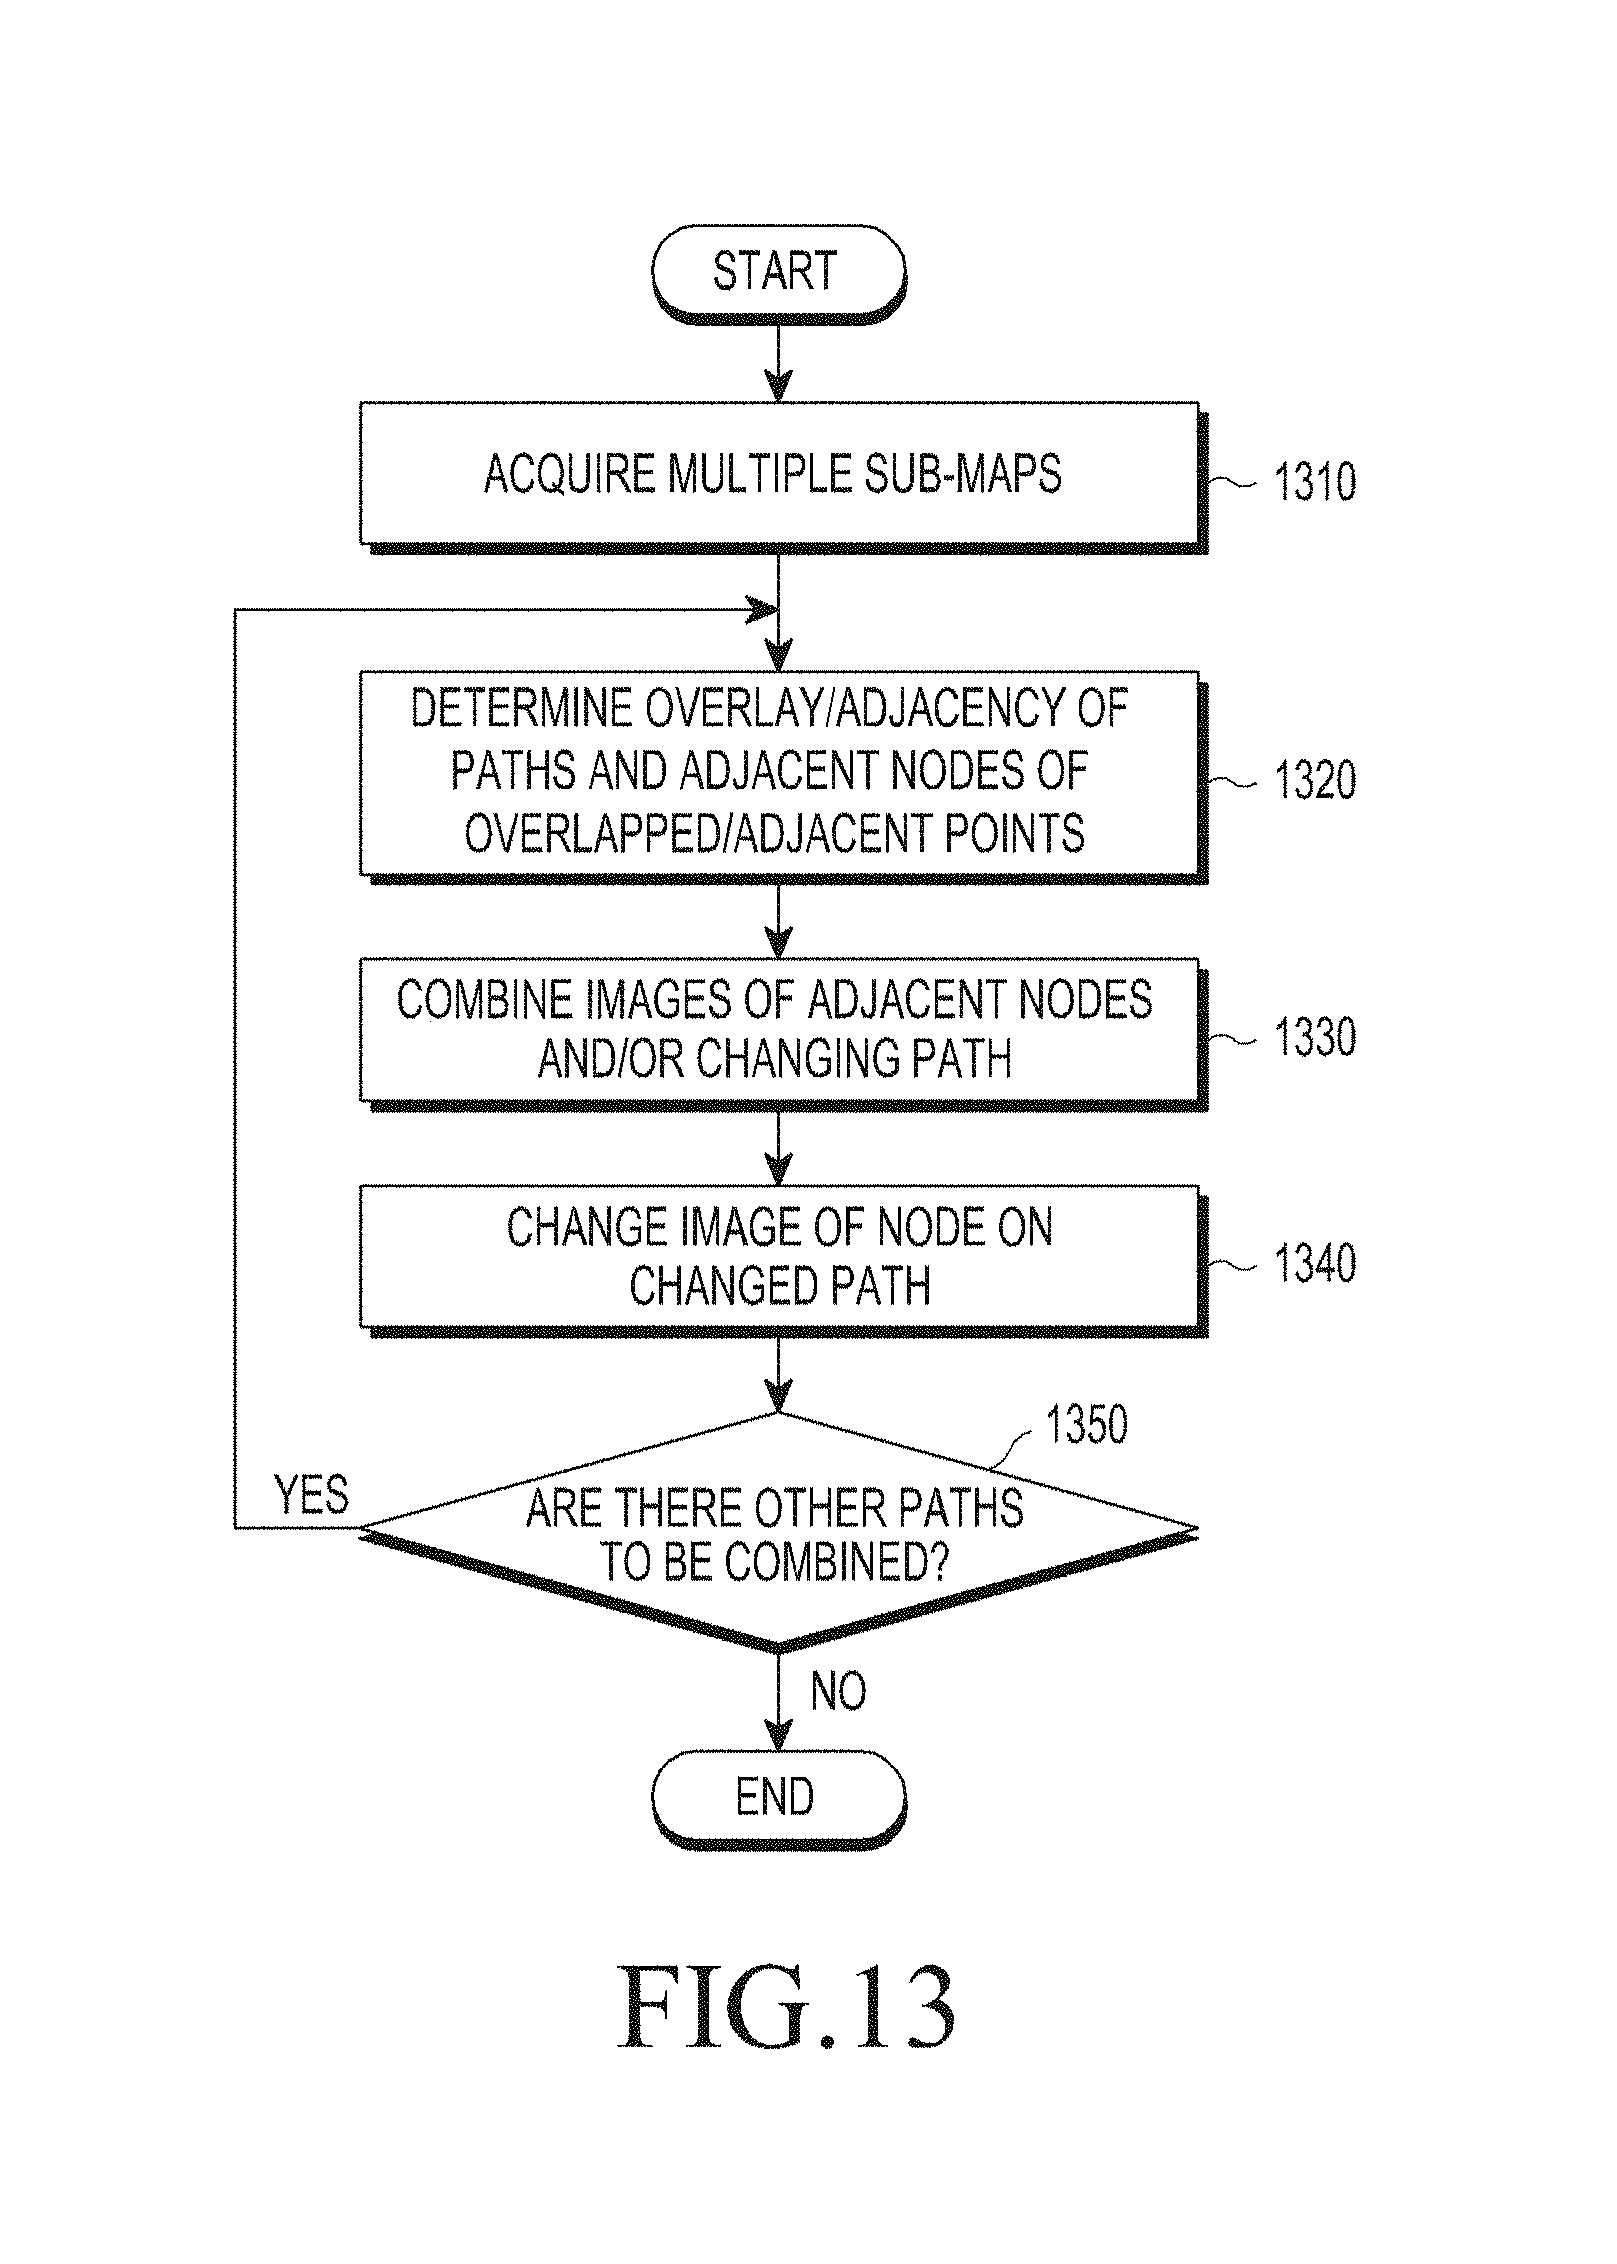 START
ACQUIRE MULTIPLE SUB-MAPS
1310
DETERMINE OVERLAY/ADJACENCY OF
PATHS AND ADJACENT NODES OF
OVERLAPPED/ADJACENT POINTS
1320
COMBINE IMAGES OF ADJACENT NODES
AND/OR CHANGING PATH
1330
CHANGE IMAGE OF NODE ON
CHANGED PATH
1340
1350
YES
ARE THERE OTHER PATHS
TO BE COMBINED?
NO
END
FIG.13